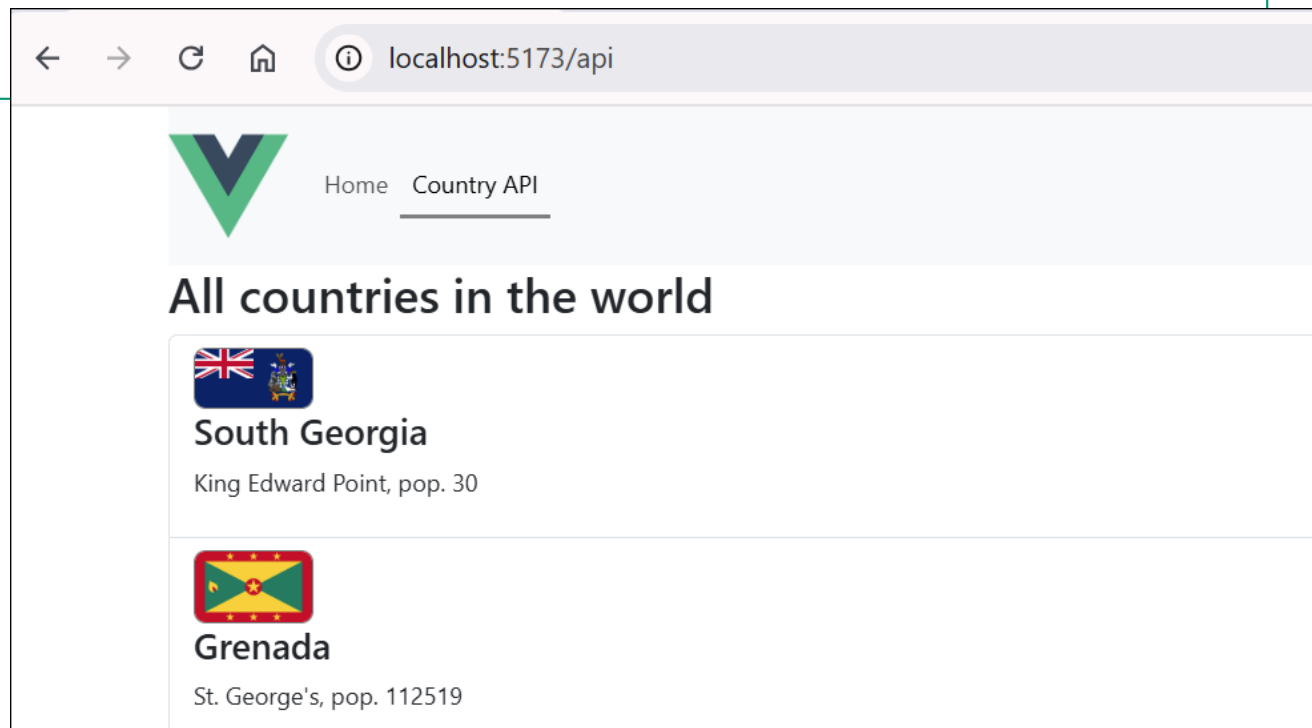 localhost:5173/api
Home Country API
All countries in the world
South Georgia
King Edward Point, pop. 30
Grenada
St. George's, pop. 112519